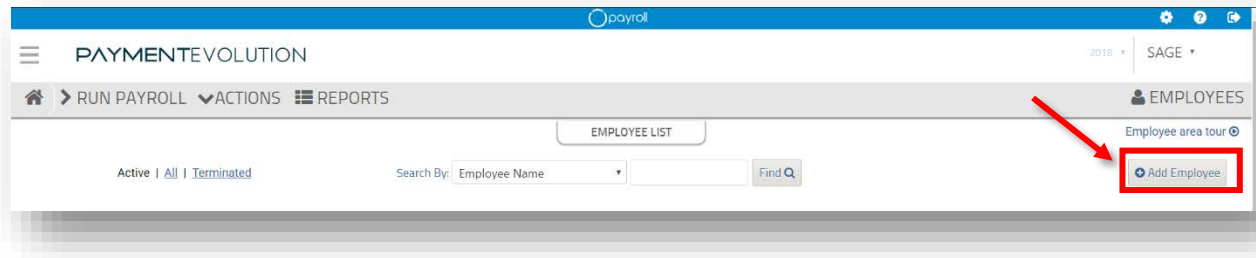 payroll
PAYMENTEVOLUTION 2018 SAGE
RUN PAYROLL ACTIONS REPORTS EMPLOYEES
EMPLOYEE LIST Employee area tour
Active | All | Terminated Search By: Employee Name Find Add Employee